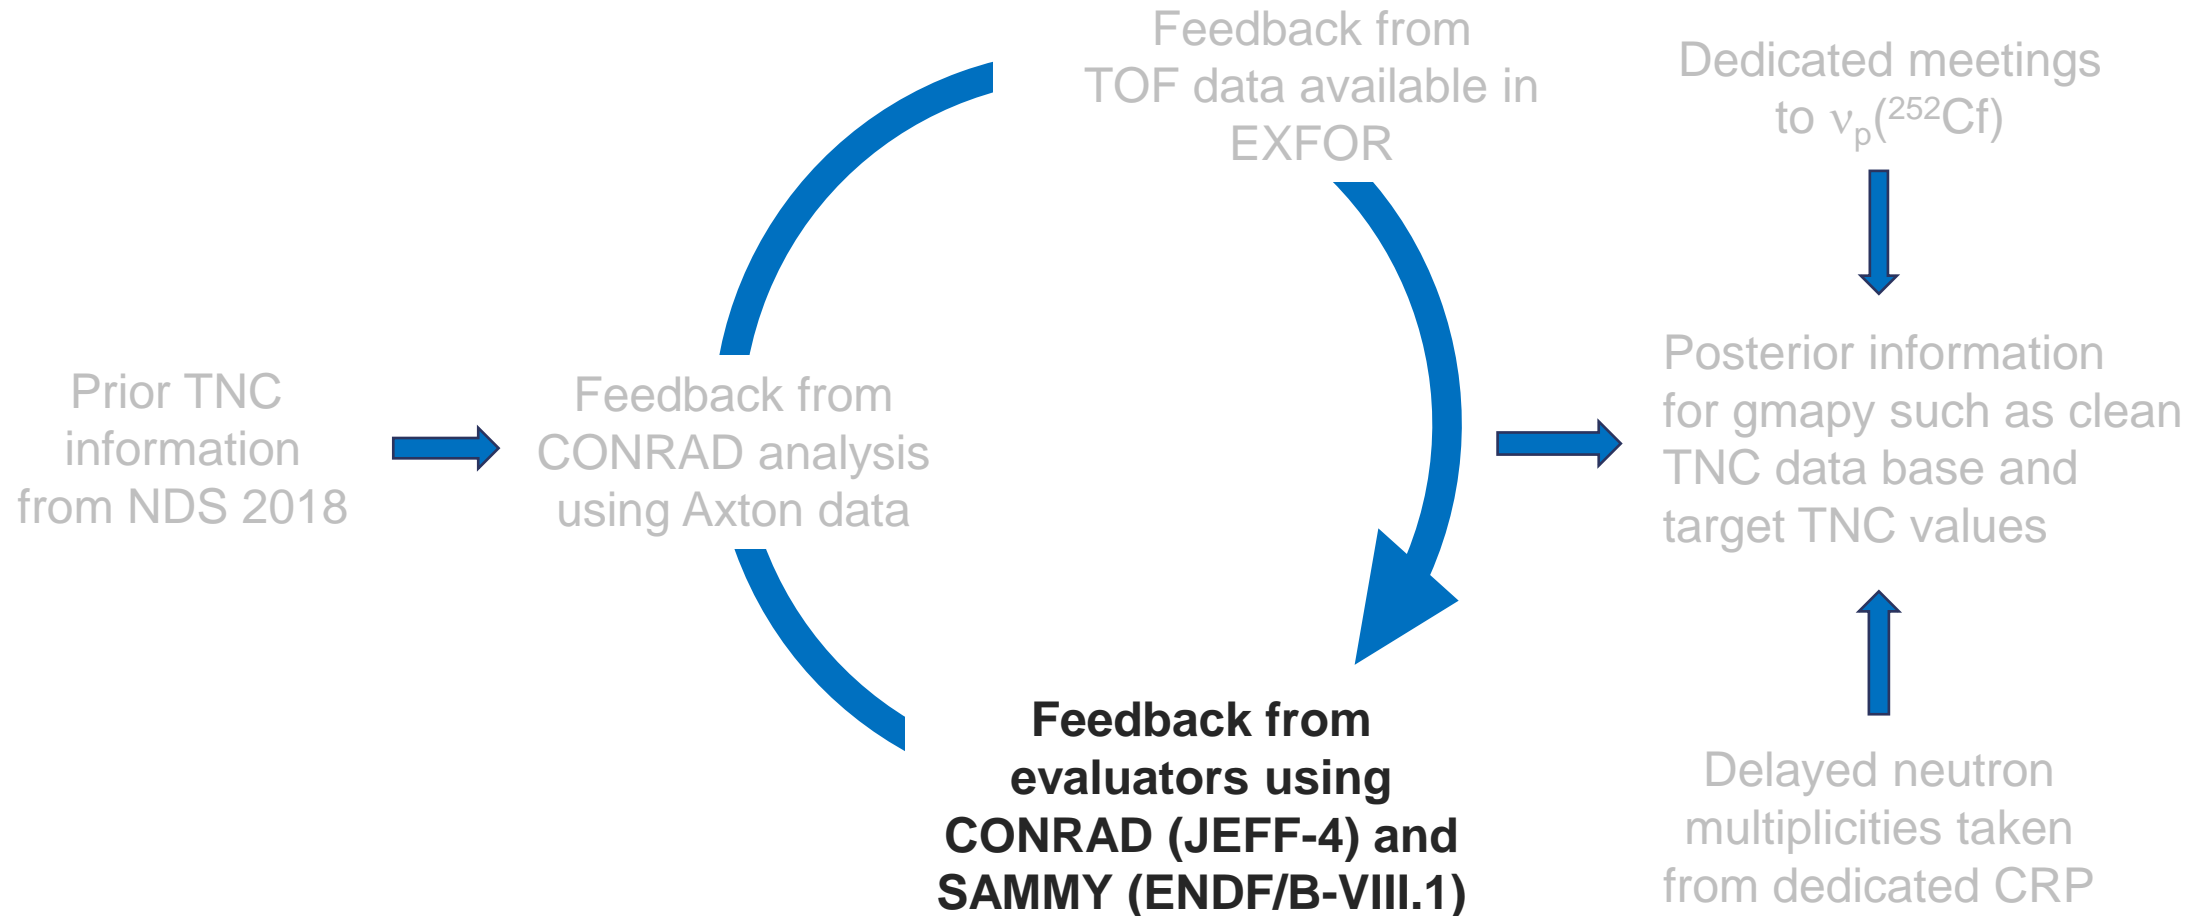 Prior TNC
information
from NDS 2018
Feedback from
CONRAD analysis
using Axton data
Feedback from
TOF data available in
EXFOR
Feedback from
evaluators using
CONRAD (JEFF-4) and
SAMMY (ENDF/B-VIII.1)
Dedicated meetings
to νp(252Cf)
Posterior information
for gmapy such as clean
TNC data base and
target TNC values
Delayed neutron
multiplicities taken
from dedicated CRP